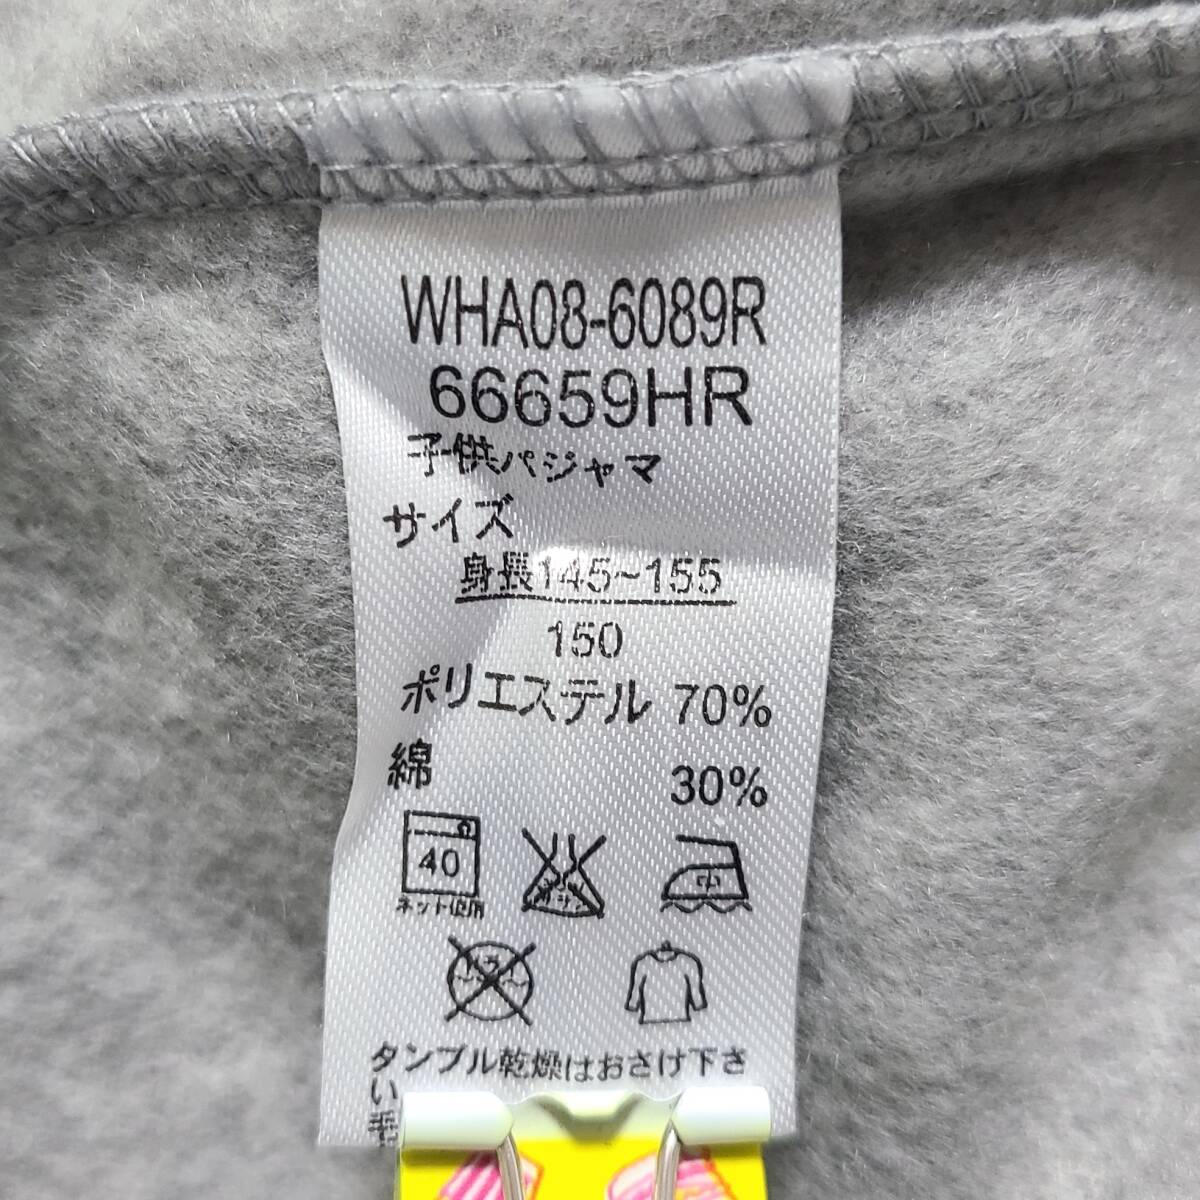 WHA08-6089R
66659HR
子供パジャマ
サイズ
身長145~155
150
ポリエステル 70%
綿 30%
40
ネット使用
中
タンブル乾燥はおさけ下さ
い